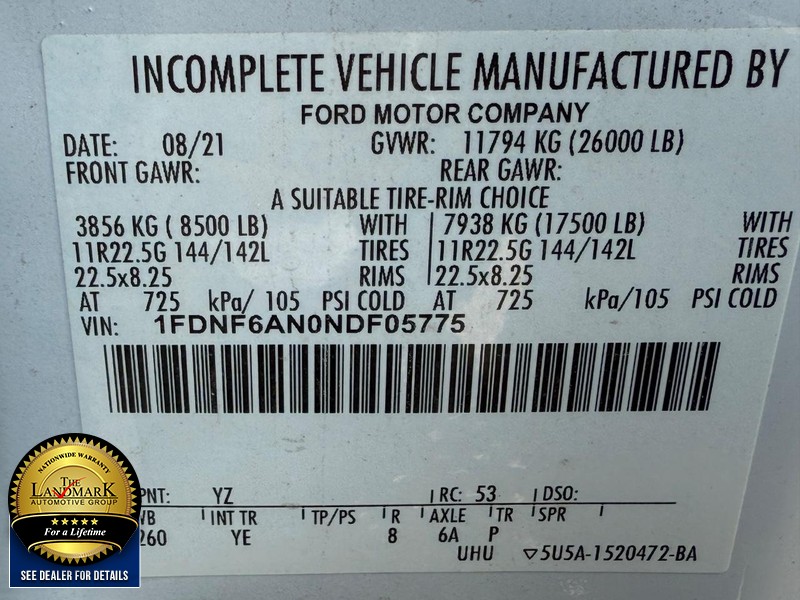 INCOMPLETE VEHICLE MANUFACTURED BY
FORD MOTOR COMPANY
DATE: 08/21 GVWR: 11794 KG (26000 LB)
FRONT GAWR: REAR GAWR:
A SUITABLE TIRE-RIM CHOICE
3856 KG ( 8500 LB) WITH 7938 KG (17500 LB) WITH
11R22.5G 144/142L TIRES 11R22.5G 144/142L TIRES
22.5x8.25 RIMS 22.5x8.25 RIMS
AT 725 kPa/ 105 PSI COLD AT 725 kPa/105 PSI COLD
VIN: 1FDNF6AN0NDF05775
PNT: YZ RC: 53 DSO:
WB INT TR TP/PS R AXLE TR SPR
260 YE 8 6A P
UHU 5U5A-1520472-BA
NATIONWIDE WARRANTY
THE
LANDMARK
AUTOMOTIVE GROUP
For a Lifetime
SEE DEALER FOR DETAILS